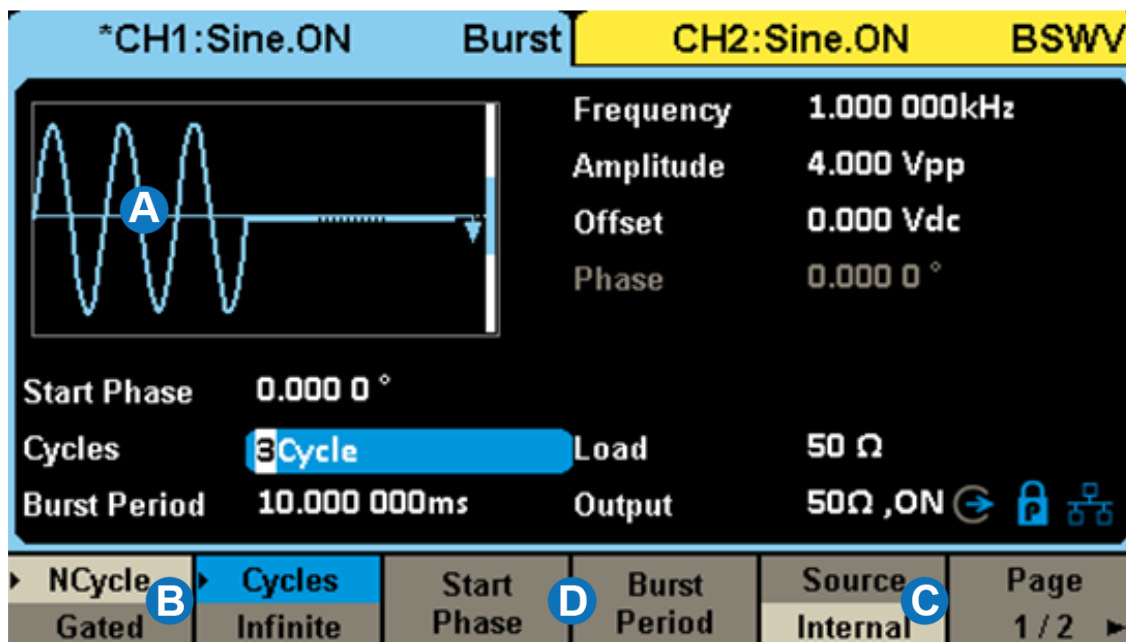 *CH1:Sine.ON Burst CH2:Sine.ON BSWV
A
Frequency 1.000 000kHz
Amplitude 4.000 Vpp
Offset 0.000 Vdc
Phase 0.000 0 °
Start Phase 0.000 0 °
Cycles 3Cycle Load 50 Ω
Burst Period 10.000 000ms Output 50Ω ,ON P
NCycle Cycles Start Burst Source Page
B D C
Gated Infinite Phase Period Internal 1 / 2